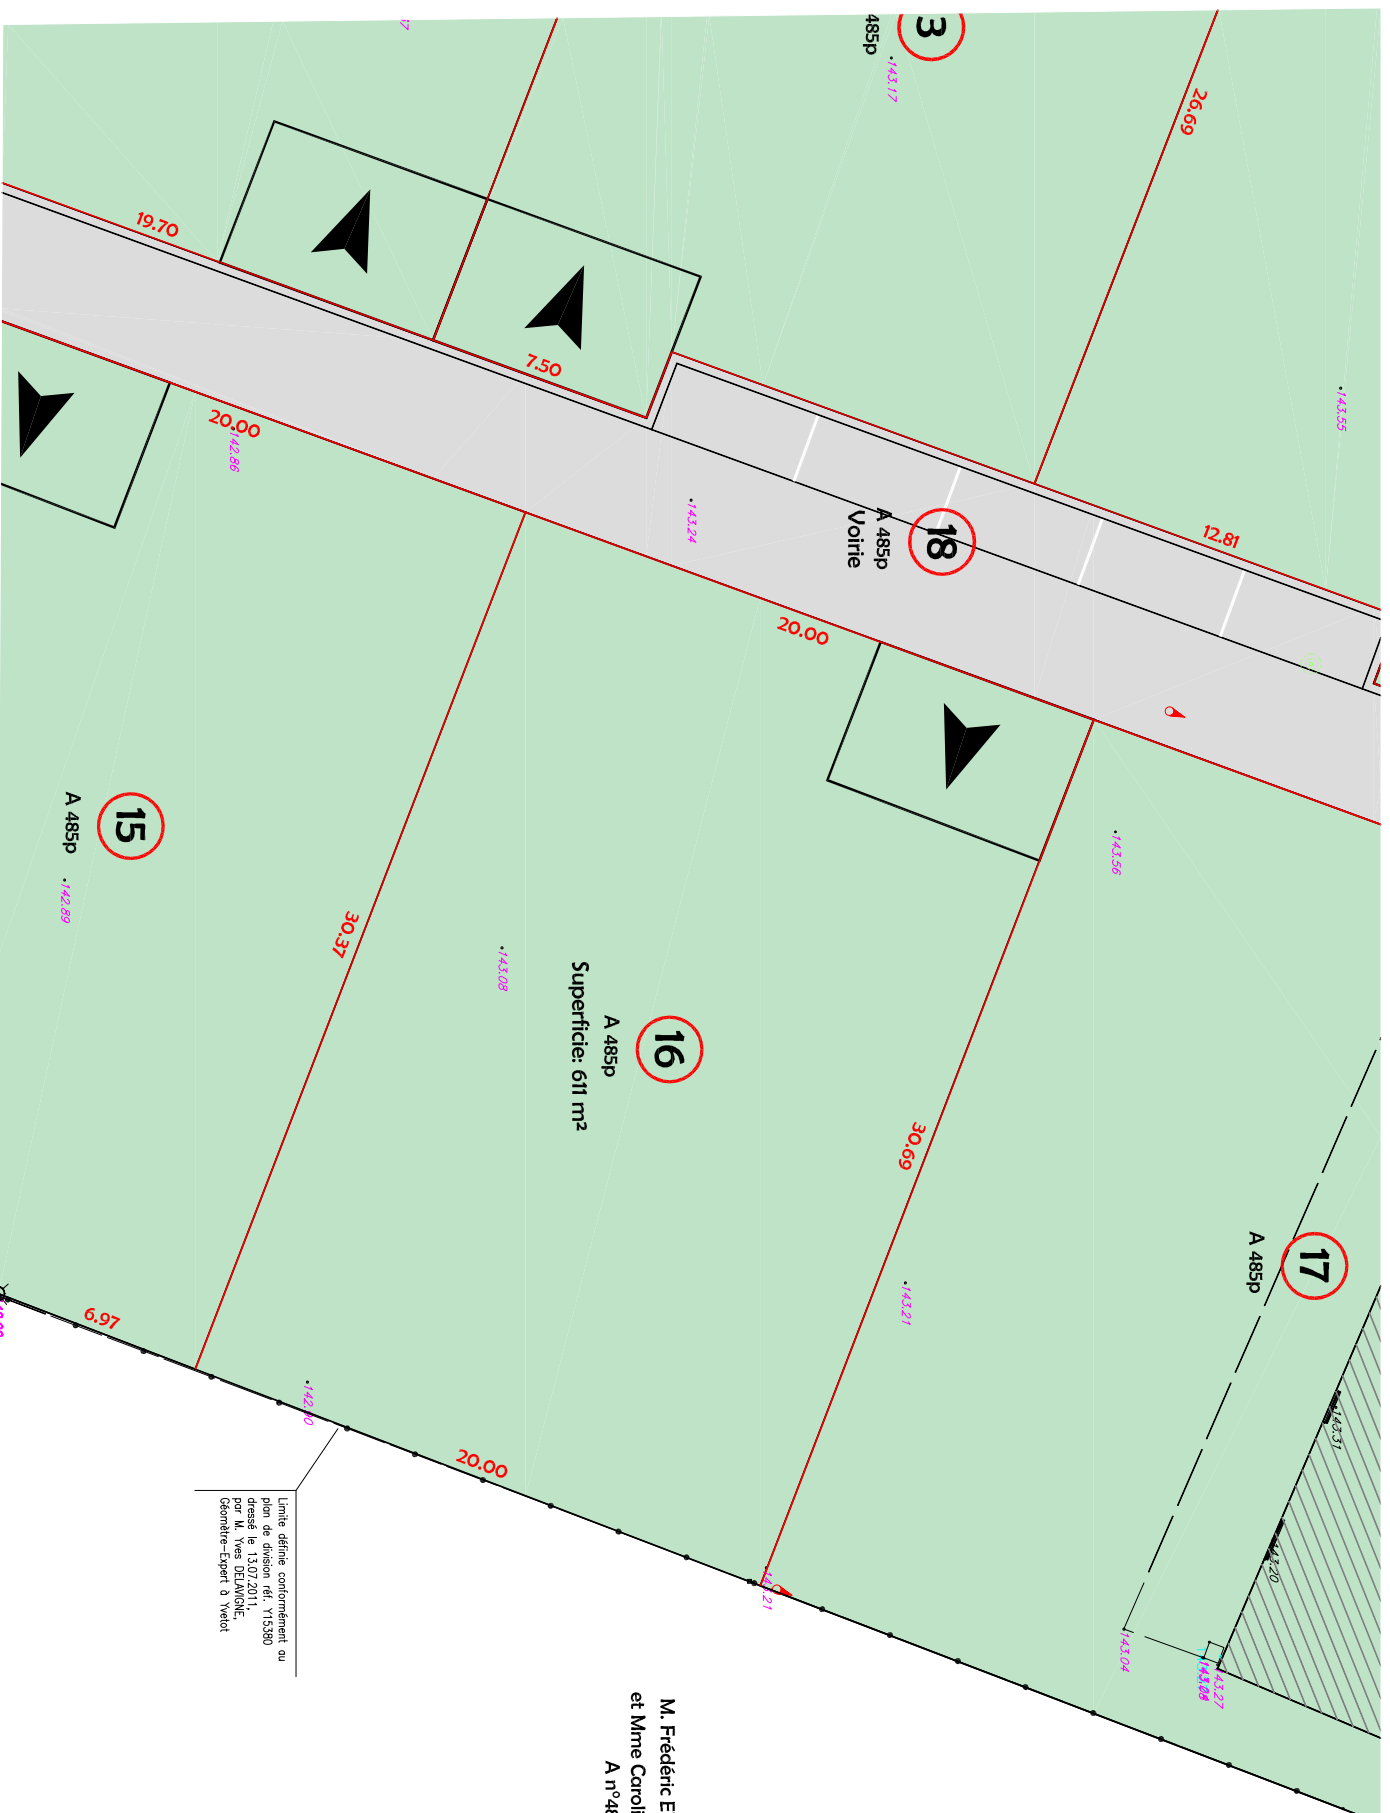 3
485p
143.17
26.69
143.55
19.70
7.50
20.00
142.86
143.24
18
A 485p
Voirie
12.81
20.00
143.56
15
A 485p
142.89
30.37
143.08
16
A 485p
Superficie: 611 m²
30.69
143.21
17
A 485p
143.31
143.20
6.97
142.90
20.00
143.04
143.27
Limite définie conformément au
plan de division réf. Y15380
dressé le 13.07.2011,
par M. Yves DELAVIGNE,
Géomètre-Expert à Yvetot
M. Frédéric E
et Mme Caroli
A n°48